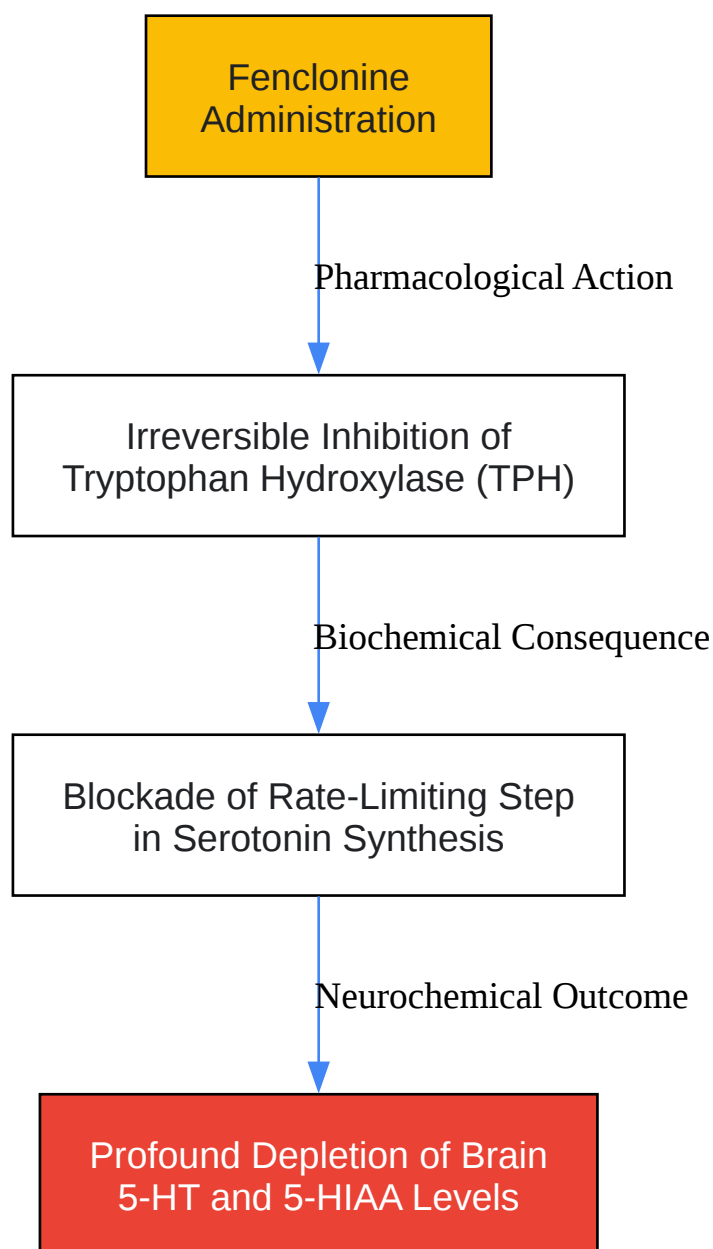 Fenclonine
Administration
Pharmacological Action
Irreversible Inhibition of
Tryptophan Hydroxylase (TPH)
Biochemical Consequence
Blockade of Rate-Limiting Step
in Serotonin Synthesis
Neurochemical Outcome
Profound Depletion of Brain
5-HT and 5-HIAA Levels